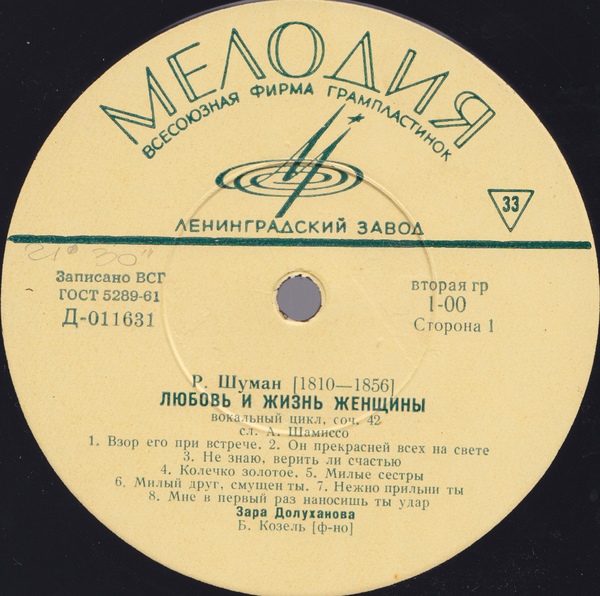 МЕЛОДИЯ
ВСЕСОЮЗНАЯ ФИРМА ГРАМПЛАСТИНОК
ЛЕНИНГРАДСКИЙ ЗАВОД
33
21 30"
Записано ВСГ
ГОСТ 5289-61
Д-011631
вторая гр
1-00
Сторона 1
Р. Шуман [1810—1856]
ЛЮБОВЬ И ЖИЗНЬ ЖЕНЩИНЫ
вокальный цикл, соч. 42
сл. А. Шамиссо
1. Взор его при встрече. 2. Он прекрасней всех на свете
3. Не знаю, верить ли счастью
4. Колечко золотое. 5. Милые сестры
6. Милый друг, смущен ты. 7. Нежно прильни ты
8. Мне в первый раз наносишь ты удар
Зара Долуханова
Б. Козель [ф-но]